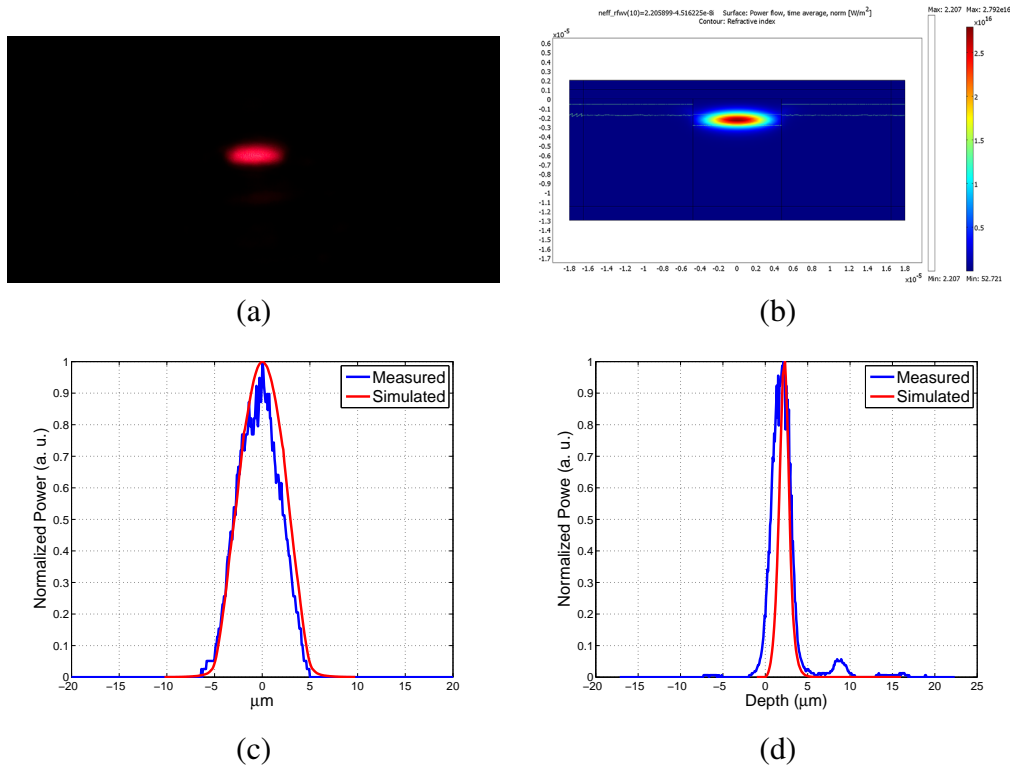 neff_rfwv(10)=2.205899-4.516225e-8i Surface: Power flow, time average, norm [W/m²]
Contour: Refractive index
Max: 2.207 Max: 2.792e16
×10⁻⁵
×10¹⁶
0.6
0.5
0.4
0.3
0.2
0.1
0
-0.1
-0.2
-0.3
-0.4
-0.5
-0.6
-0.7
-0.8
-0.9
-1
-1.1
-1.2
-1.3
-1.4
-1.5
-1.6
-1.7
2.5
2
1.5
1
0.5
-1.8 -1.6 -1.4 -1.2 -1 -0.8 -0.6 -0.4 -0.2 0 0.2 0.4 0.6 0.8 1 1.2 1.4 1.6 1.8
×10⁻⁵
Min: 2.207 Min: 52.721
(a)
(b)
Measured
Simulated
Normalized Power (a. u.)
1
0.9
0.8
0.7
0.6
0.5
0.4
0.3
0.2
0.1
0
−20 −15 −10 −5 0 5 10 15 20
μm
(c)
Measured
Simulated
Normalized Powe (a. u.)
1
0.9
0.8
0.7
0.6
0.5
0.4
0.3
0.2
0.1
0
−20 −15 −10 −5 0 5 10 15 20 25
Depth (μm)
(d)